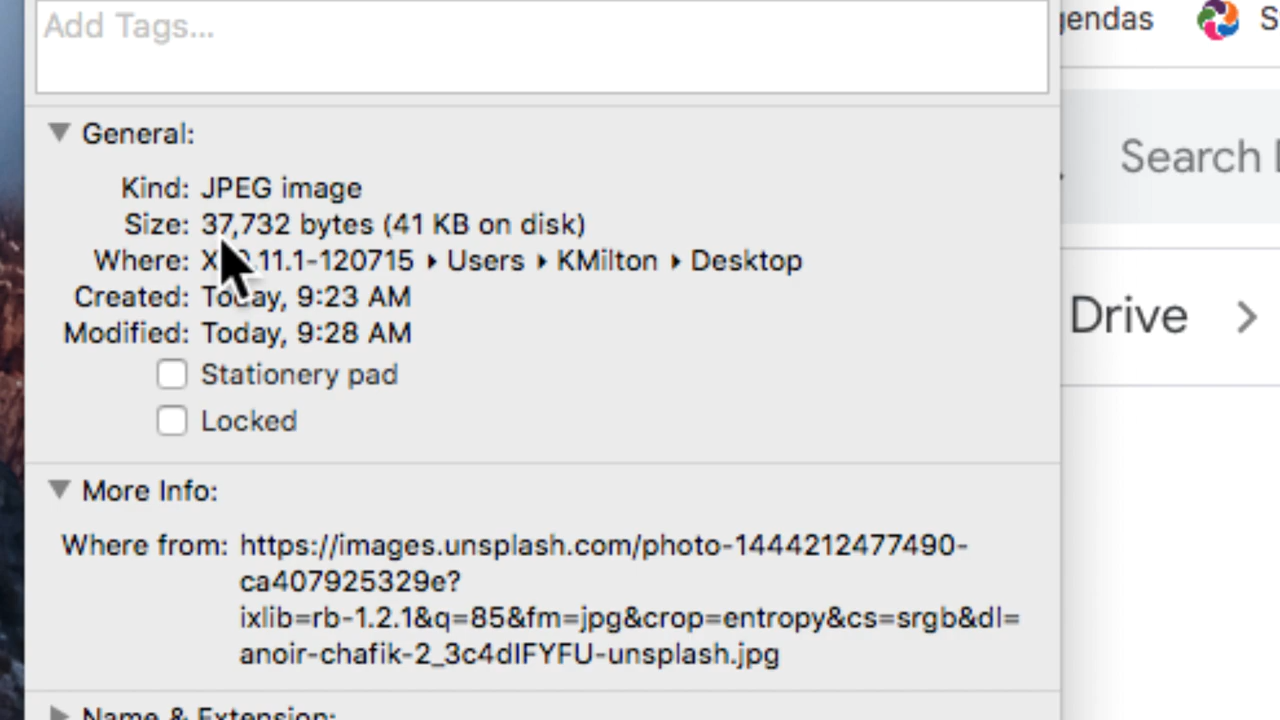 Add Tags...
gendas
General:
Kind: JPEG image
Size: 37,732 bytes (41 KB on disk)
Where: 11.1-120715 ▸ Users ▸ KMilton ▸ Desktop
Created: Today, 9:23 AM
Modified: Today, 9:28 AM
Stationery pad
Locked
More Info:
Where from: https://images.unsplash.com/photo-1444212477490-
ca407925329e?
ixlib=rb-1.2.1&q=85&fm=jpg&crop=entropy&cs=srgb&dl=
anoir-chafik-2_3c4dIFYFU-unsplash.jpg
Name & Extension:
Search
Drive